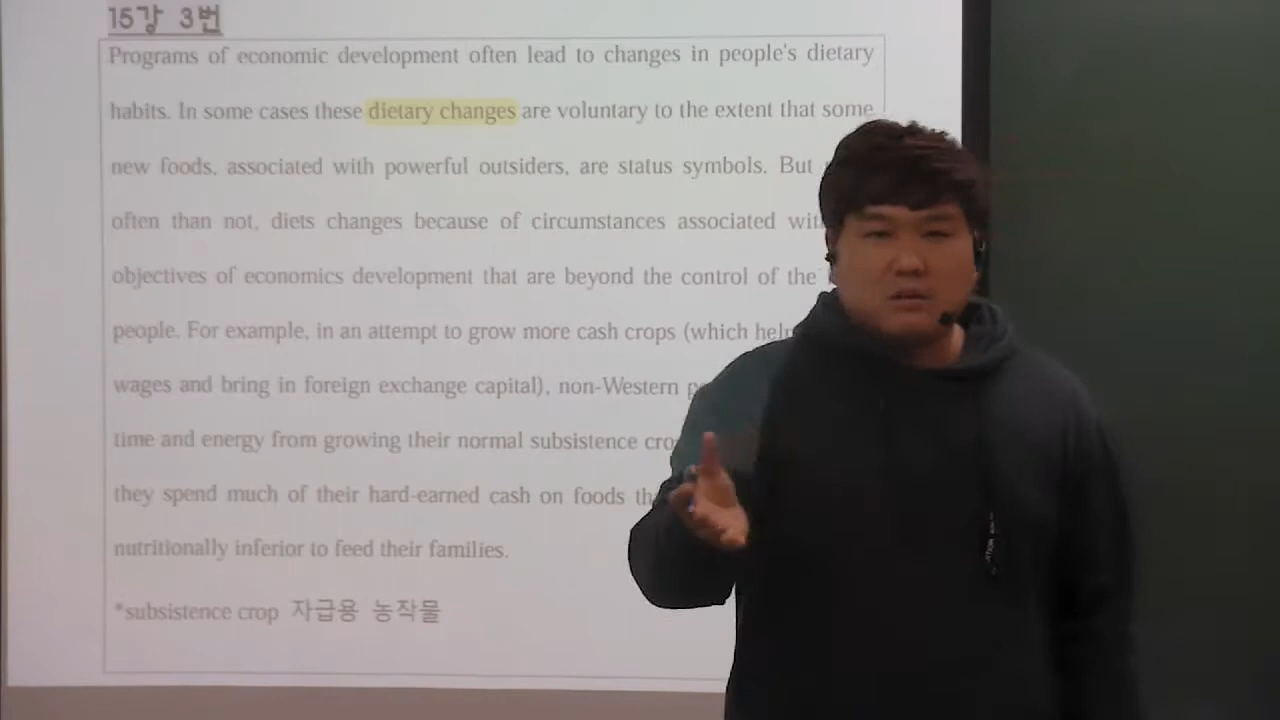 15강 3번
Programs of economic development often lead to changes in people's dietary
habits. In some cases these dietary changes are voluntary to the extent that some
new foods, associated with powerful outsiders, are status symbols. But
often than not, diets changes because of circumstances associated
objectives of economics development that are beyond the control of the
people. For example, in an attempt to grow more cash crops (which
wages and bring in foreign exchange capital), non-Western
time and energy from growing their normal subsistence
they spend much of their hard-earned cash on foods
nutritionally inferior to feed their families.
*subsistence crop 자급용 농작물